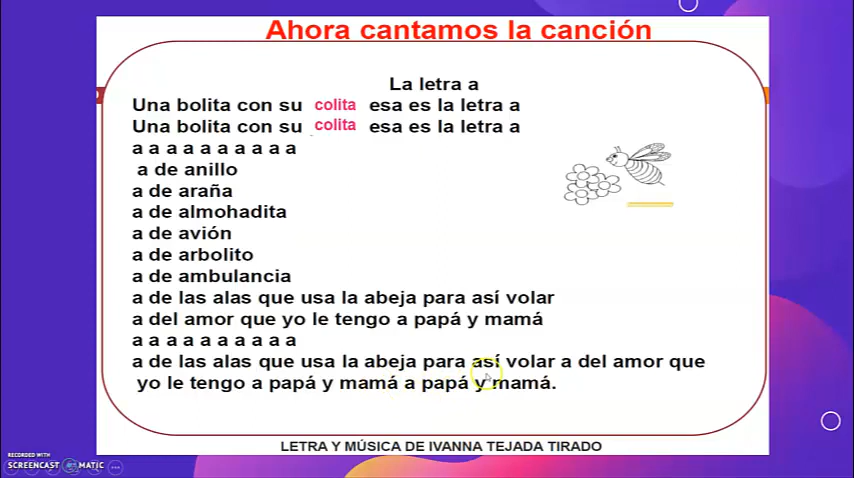 Ahora cantamos la canción
La letra a
Una bolita con su colita esa es la letra a
Una bolita con su colita esa es la letra a
a a a a a a a a a a
a de anillo
a de araña
a de almohadita
a de avión
a de arbolito
a de ambulancia
a de las alas que usa la abeja para así volar
a del amor que yo le tengo a papá y mamá
a a a a a a a a a a
a de las alas que usa la abeja para así volar a del amor que
yo le tengo a papá y mamá a papá y mamá.
LETRA Y MÚSICA DE IVANNA TEJADA TIRADO
RECORDED WITH
SCREENCAST MATIC